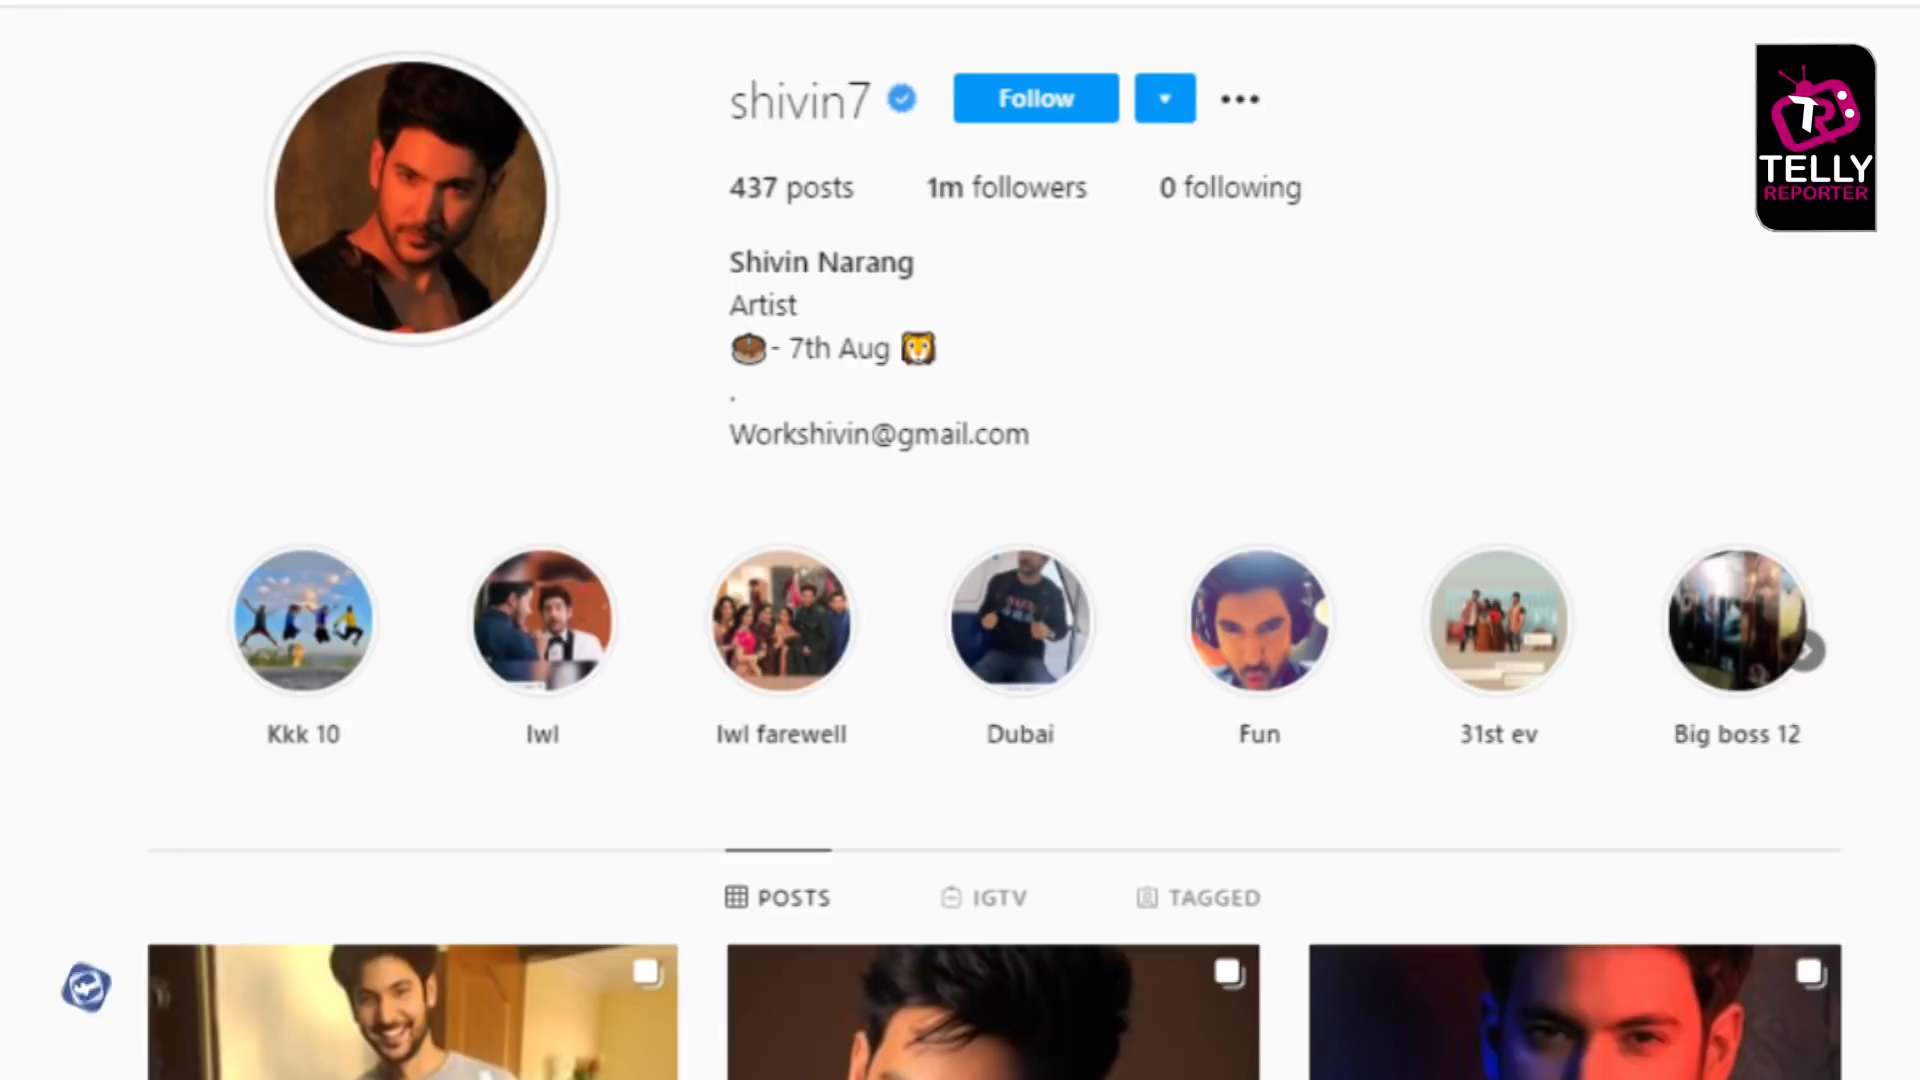 shivin7 Follow
437 posts 1m followers 0 following
Shivin Narang
Artist
- 7th Aug
.
Workshivin@gmail.com
TELLY
REPORTER
Kkk 10 Iwl Iwl farewell Dubai Fun 31st ev Big boss 12
POSTS IGTV TAGGED